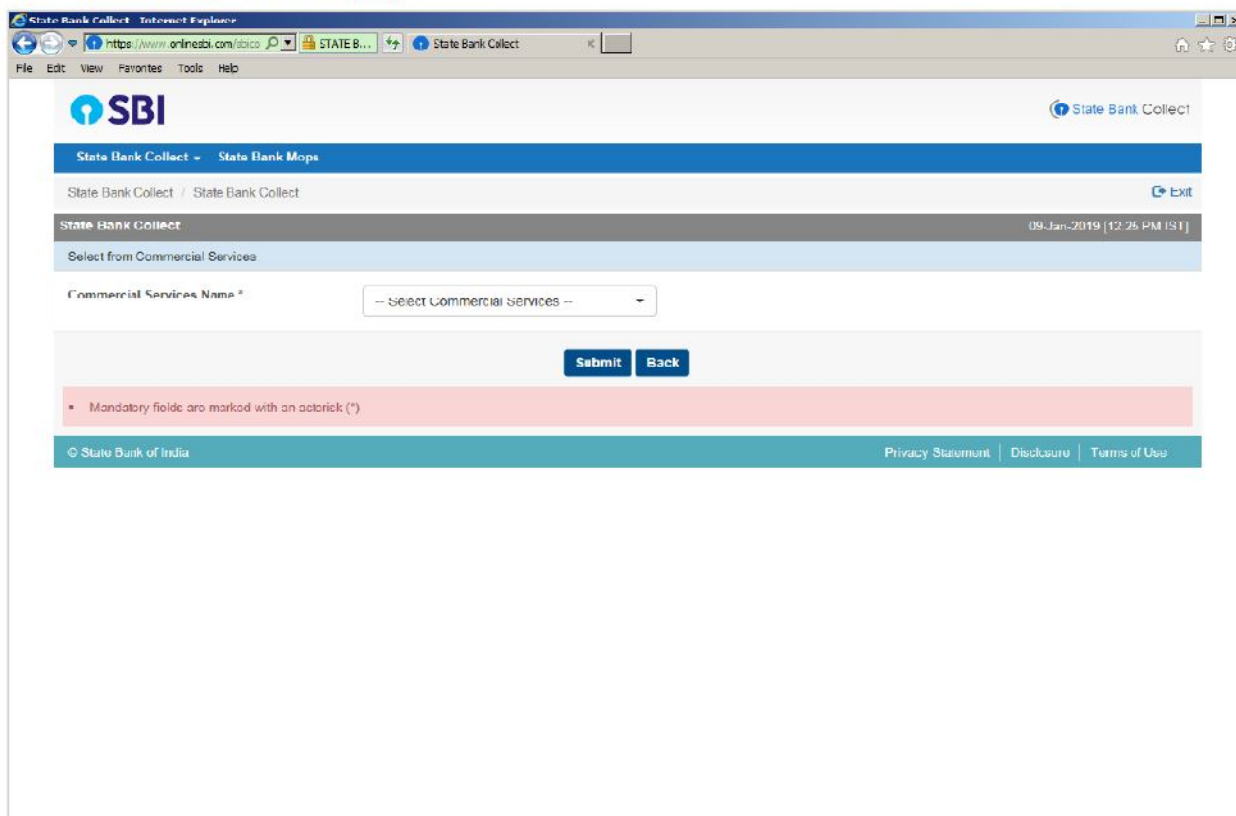 State Bank Collect - Internet Explorer
https://www.onlinesbi.com/sbico STATE B... State Bank Collect
File Edit View Favorites Tools Help
SBI
State Bank Collect
State Bank Collect State Bank Mops
State Bank Collect / State Bank Collect
Exit
State Bank Collect
09-Jan-2019 [12:25 PM IST]
Select from Commercial Services
Commercial Services Name *
-- Select Commercial Services --
Submit Back
Mandatory fields are marked with an asterisk (*)
© State Bank of India
Privacy Statement | Disclosure | Terms of Use